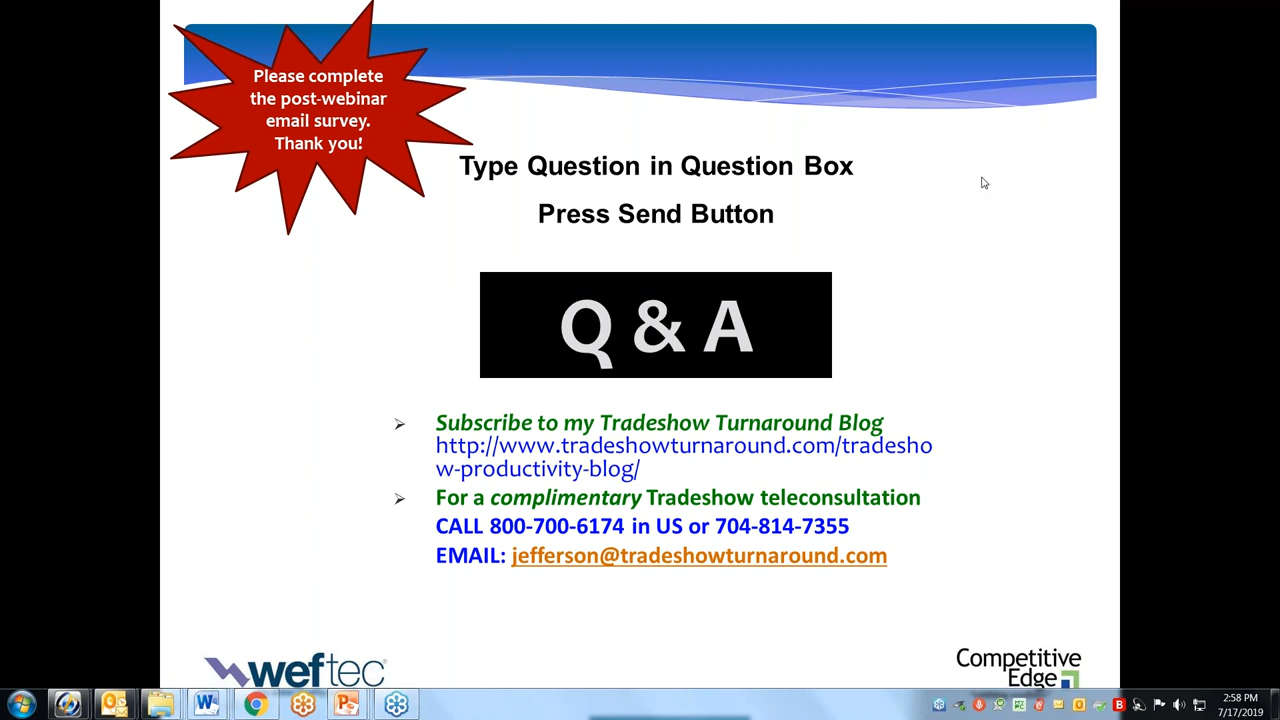 Please complete
the post-webinar
email survey.
Thank you!
Type Question in Question Box
Press Send Button
Q & A
Subscribe to my Tradeshow Turnaround Blog
http://www.tradeshowturnaround.com/tradesho
w-productivity-blog/
For a complimentary Tradeshow teleconsultation
CALL 800-700-6174 in US or 704-814-7355
EMAIL: jefferson@tradeshowturnaround.com
weftec®
Competitive
Edge
2:58 PM
7/17/2019